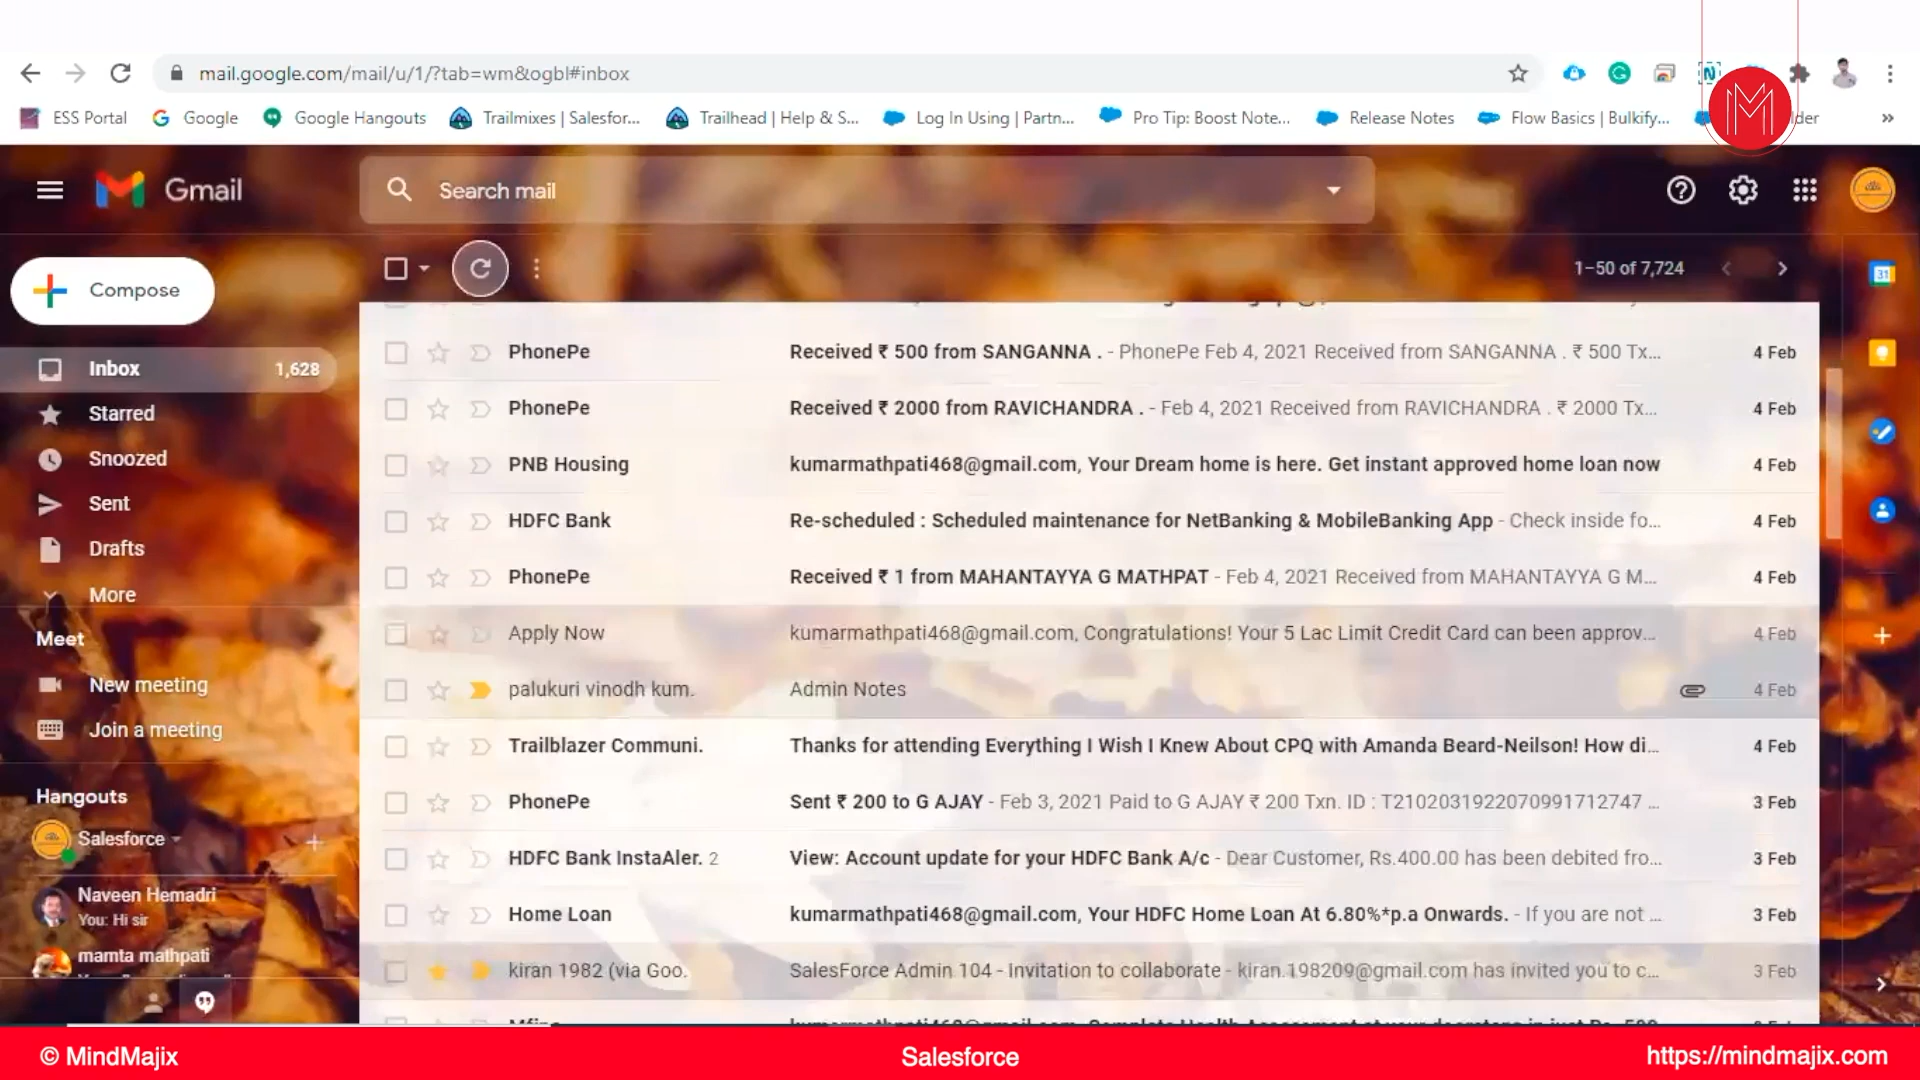 mail.google.com/mail/u/1/?tab=wm&ogbl#inbox
ESS Portal Google Google Hangouts Trailmixes | Salesfor... Trailhead | Help & S... Log In Using | Partn... Pro Tip: Boost Note... Release Notes Flow Basics | Bulkify... »
Gmail Search mail
1–50 of 7,724
Compose
Inbox 1,628
Starred
Snoozed
Sent
Drafts
More
Meet
New meeting
Join a meeting
Hangouts
Salesforce
Naveen Hemadri
You: Hi sir
mamta mathpati
PhonePe Received ₹ 500 from SANGANNA . - PhonePe Feb 4, 2021 Received from SANGANNA . ₹ 500 Tx... 4 Feb
PhonePe Received ₹ 2000 from RAVICHANDRA . - Feb 4, 2021 Received from RAVICHANDRA . ₹ 2000 Tx... 4 Feb
PNB Housing kumarmathpati468@gmail.com, Your Dream home is here. Get instant approved home loan now 4 Feb
HDFC Bank Re-scheduled : Scheduled maintenance for NetBanking & MobileBanking App - Check inside fo... 4 Feb
PhonePe Received ₹ 1 from MAHANTAYYA G MATHPAT - Feb 4, 2021 Received from MAHANTAYYA G M... 4 Feb
Apply Now kumarmathpati468@gmail.com, Congratulations! Your 5 Lac Limit Credit Card can been approv... 4 Feb
palukuri vinodh kum. Admin Notes 4 Feb
Trailblazer Communi. Thanks for attending Everything I Wish I Knew About CPQ with Amanda Beard-Neilson! How di... 4 Feb
PhonePe Sent ₹ 200 to G AJAY - Feb 3, 2021 Paid to G AJAY ₹ 200 Txn. ID : T2102031922070991712747 ... 3 Feb
HDFC Bank InstaAler. 2 View: Account update for your HDFC Bank A/c - Dear Customer, Rs.400.00 has been debited fro... 3 Feb
Home Loan kumarmathpati468@gmail.com, Your HDFC Home Loan At 6.80%*p.a Onwards. - If you are not ... 3 Feb
kiran 1982 (via Goo. SalesForce Admin 104 - Invitation to collaborate - kiran.198209@gmail.com has invited you to c... 3 Feb
31
© MindMajix Salesforce https://mindmajix.com